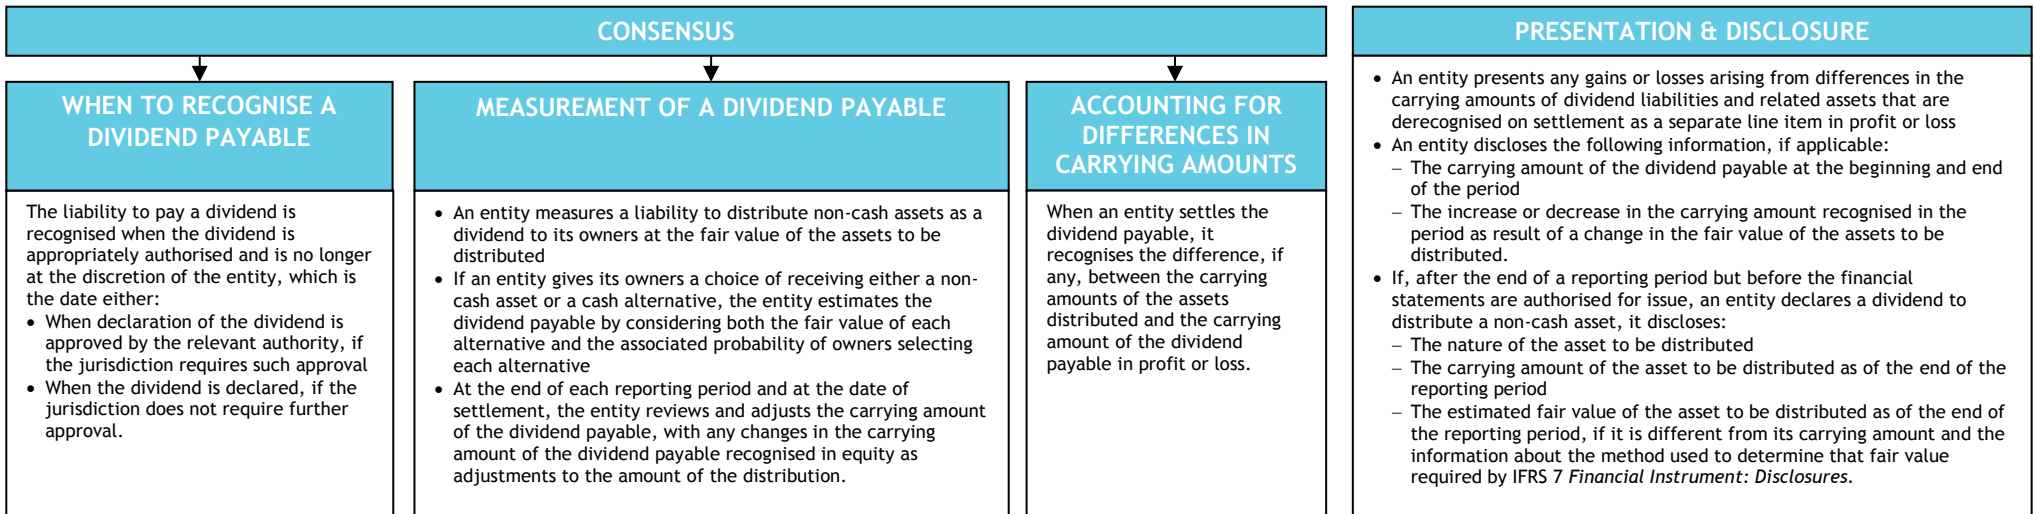 CONSENSUS
WHEN TO RECOGNISE A
DIVIDEND PAYABLE
The liability to pay a dividend is
recognised when the dividend is
appropriately authorised and is no longer
at the discretion of the entity, which is
the date either:
• When declaration of the dividend is
approved by the relevant authority, if
the jurisdiction requires such approval
• When the dividend is declared, if the
jurisdiction does not require further
approval.
MEASUREMENT OF A DIVIDEND PAYABLE
• An entity measures a liability to distribute non-cash assets as a
dividend to its owners at the fair value of the assets to be
distributed
• If an entity gives its owners a choice of receiving either a non-
cash asset or a cash alternative, the entity estimates the
dividend payable by considering both the fair value of each
alternative and the associated probability of owners selecting
each alternative
• At the end of each reporting period and at the date of
settlement, the entity reviews and adjusts the carrying amount
of the dividend payable, with any changes in the carrying
amount of the dividend payable recognised in equity as
adjustments to the amount of the distribution.
ACCOUNTING FOR
DIFFERENCES IN
CARRYING AMOUNTS
When an entity settles the
dividend payable, it
recognises the difference, if
any, between the carrying
amounts of the assets
distributed and the carrying
amount of the dividend
payable in profit or loss.
PRESENTATION & DISCLOSURE
• An entity presents any gains or losses arising from differences in the
carrying amounts of dividend liabilities and related assets that are
derecognised on settlement as a separate line item in profit or loss
• An entity discloses the following information, if applicable:
– The carrying amount of the dividend payable at the beginning and end
of the period
– The increase or decrease in the carrying amount recognised in the
period as result of a change in the fair value of the assets to be
distributed.
• If, after the end of a reporting period but before the financial
statements are authorised for issue, an entity declares a dividend to
distribute a non-cash asset, it discloses:
– The nature of the asset to be distributed
– The carrying amount of the asset to be distributed as of the end of the
reporting period
– The estimated fair value of the asset to be distributed as of the end of
the reporting period, if it is different from its carrying amount and the
information about the method used to determine that fair value
required by IFRS 7 Financial Instrument: Disclosures.